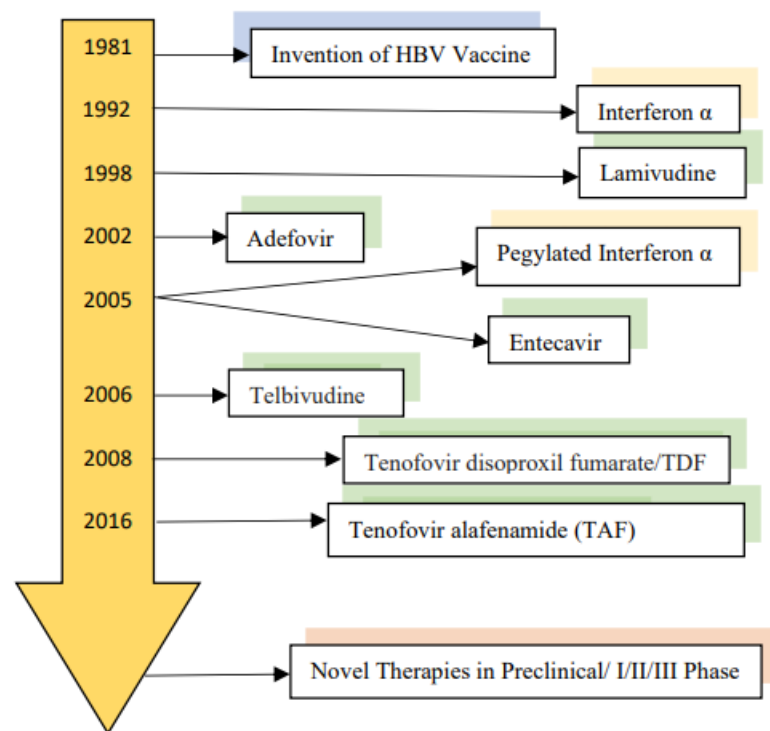 1981
Invention of HBV Vaccine
1992
Interferon α
1998
Lamivudine
2002
Adefovir
Pegylated Interferon α
2005
Entecavir
2006
Telbivudine
2008
Tenofovir disoproxil fumarate/TDF
2016
Tenofovir alafenamide (TAF)
Novel Therapies in Preclinical/ I/II/III Phase